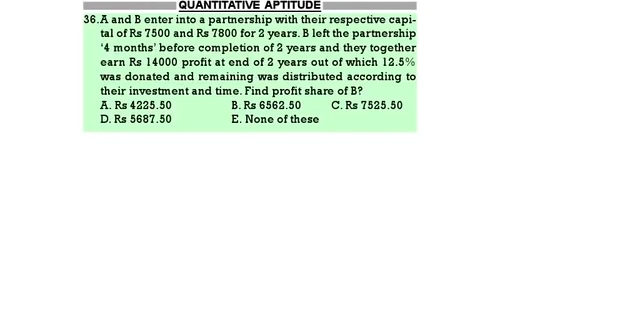 QUANTITATIVE APTITUDE
36.A and B enter into a partnership with their respective capi-
tal of Rs 7500 and Rs 7800 for 2 years. B left the partnership
‘4 months’ before completion of 2 years and they together
earn Rs 14000 profit at end of 2 years out of which 12.5%
was donated and remaining was distributed according to
their investment and time. Find profit share of B?
A. Rs 4225.50 B. Rs 6562.50 C. Rs 7525.50
D. Rs 5687.50 E. None of these